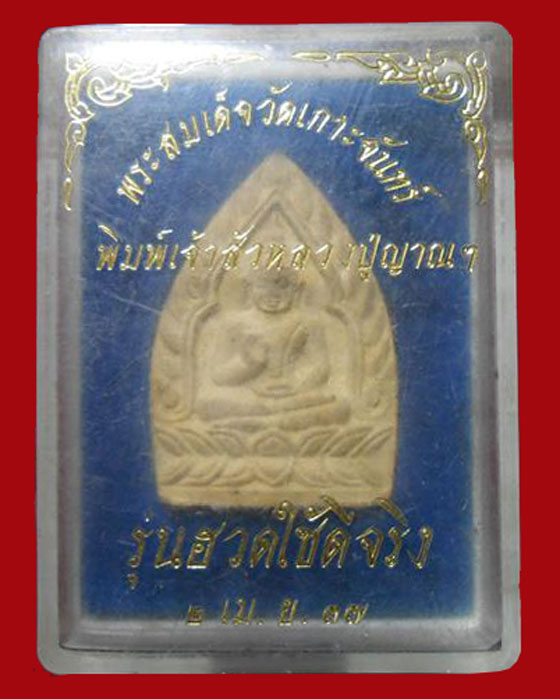 พระสมเด็จวัดเกาะจันทร์
พิมพ์เจ้าสัวหลวงปู่ญาณฯ
รุ่นฮวดใช้ดีจริง
๒ เม.ย. ๓๗